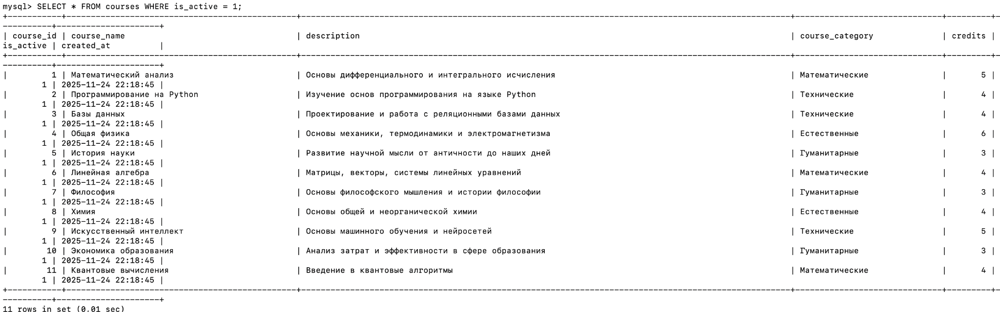 mysql> SELECT * FROM courses WHERE is_active = 1;
| course_id | course_name | description | course_category | credits |
is_active | created_at |
| 1 | Математический анализ | Основы дифференциального и интегрального исчисления | Математические | 5 |
1 | 2025-11-24 22:18:45 |
| 2 | Программирование на Python | Изучение основ программирования на языке Python | Технические | 4 |
1 | 2025-11-24 22:18:45 |
| 3 | Базы данных | Проектирование и работа с реляционными базами данных | Технические | 4 |
1 | 2025-11-24 22:18:45 |
| 4 | Общая физика | Основы механики, термодинамики и электромагнетизма | Естественные | 6 |
1 | 2025-11-24 22:18:45 |
| 5 | История науки | Развитие научной мысли от античности до наших дней | Гуманитарные | 3 |
1 | 2025-11-24 22:18:45 |
| 6 | Линейная алгебра | Матрицы, векторы, системы линейных уравнений | Математические | 4 |
1 | 2025-11-24 22:18:45 |
| 7 | Философия | Основы философского мышления и истории философии | Гуманитарные | 3 |
1 | 2025-11-24 22:18:45 |
| 8 | Химия | Основы общей и неорганической химии | Естественные | 4 |
1 | 2025-11-24 22:18:45 |
| 9 | Искусственный интеллект | Основы машинного обучения и нейросетей | Технические | 5 |
1 | 2025-11-24 22:18:45 |
| 10 | Экономика образования | Анализ затрат и эффективности в сфере образования | Гуманитарные | 3 |
1 | 2025-11-24 22:18:45 |
| 11 | Квантовые вычисления | Введение в квантовые алгоритмы | Математические | 4 |
1 | 2025-11-24 22:18:45 |
11 rows in set (0,01 sec)